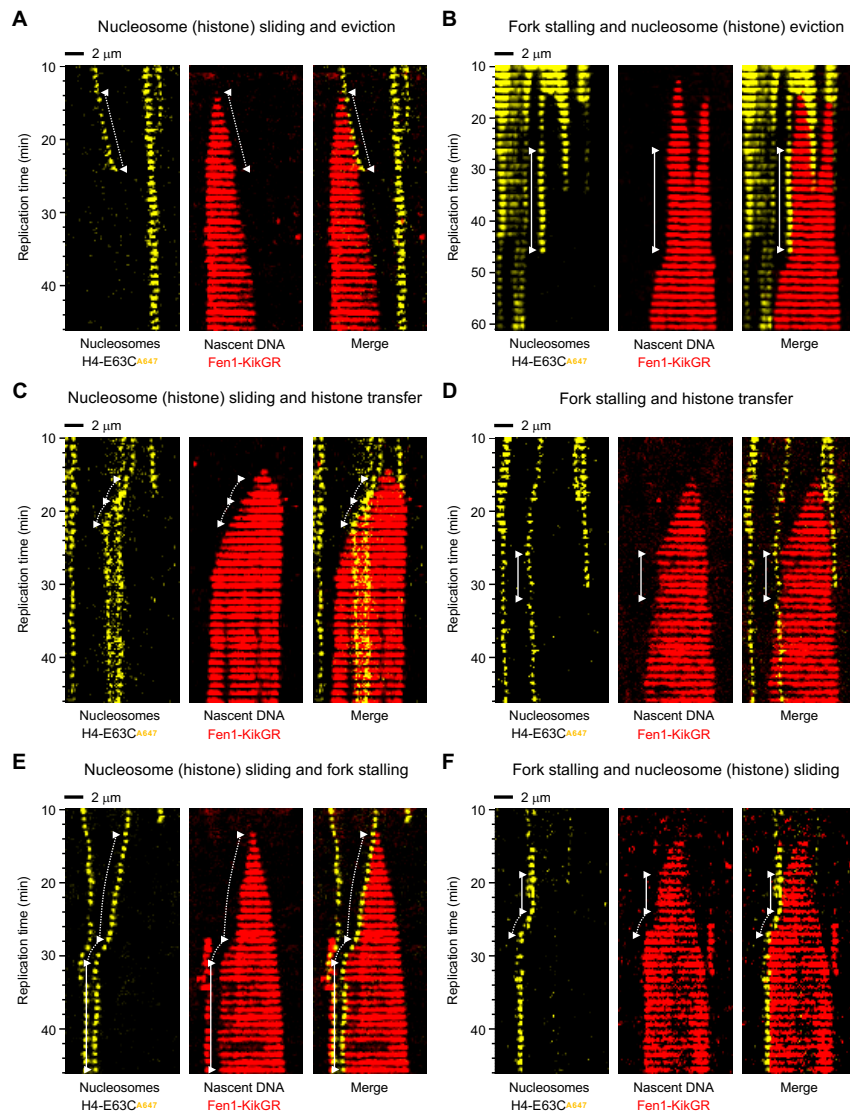 A
Nucleosome (histone) sliding and eviction
2 μm
Replication time (min)
10
20
30
40
Nucleosomes
H4-E63CA647
Nascent DNA
Fen1-KikGR
Merge
B
Fork stalling and nucleosome (histone) eviction
2 μm
Replication time (min)
10
20
30
40
50
60
Nucleosomes
H4-E63CA647
Nascent DNA
Fen1-KikGR
Merge
C
Nucleosome (histone) sliding and histone transfer
2 μm
Replication time (min)
10
20
30
40
Nucleosomes
H4-E63CA647
Nascent DNA
Fen1-KikGR
Merge
D
Fork stalling and histone transfer
2 μm
Replication time (min)
10
20
30
40
Nucleosomes
H4-E63CA647
Nascent DNA
Fen1-KikGR
Merge
E
Nucleosome (histone) sliding and fork stalling
2 μm
Replication time (min)
10
20
30
40
Nucleosomes
H4-E63CA647
Nascent DNA
Fen1-KikGR
Merge
F
Fork stalling and nucleosome (histone) sliding
2 μm
Replication time (min)
10
20
30
40
Nucleosomes
H4-E63CA647
Nascent DNA
Fen1-KikGR
Merge